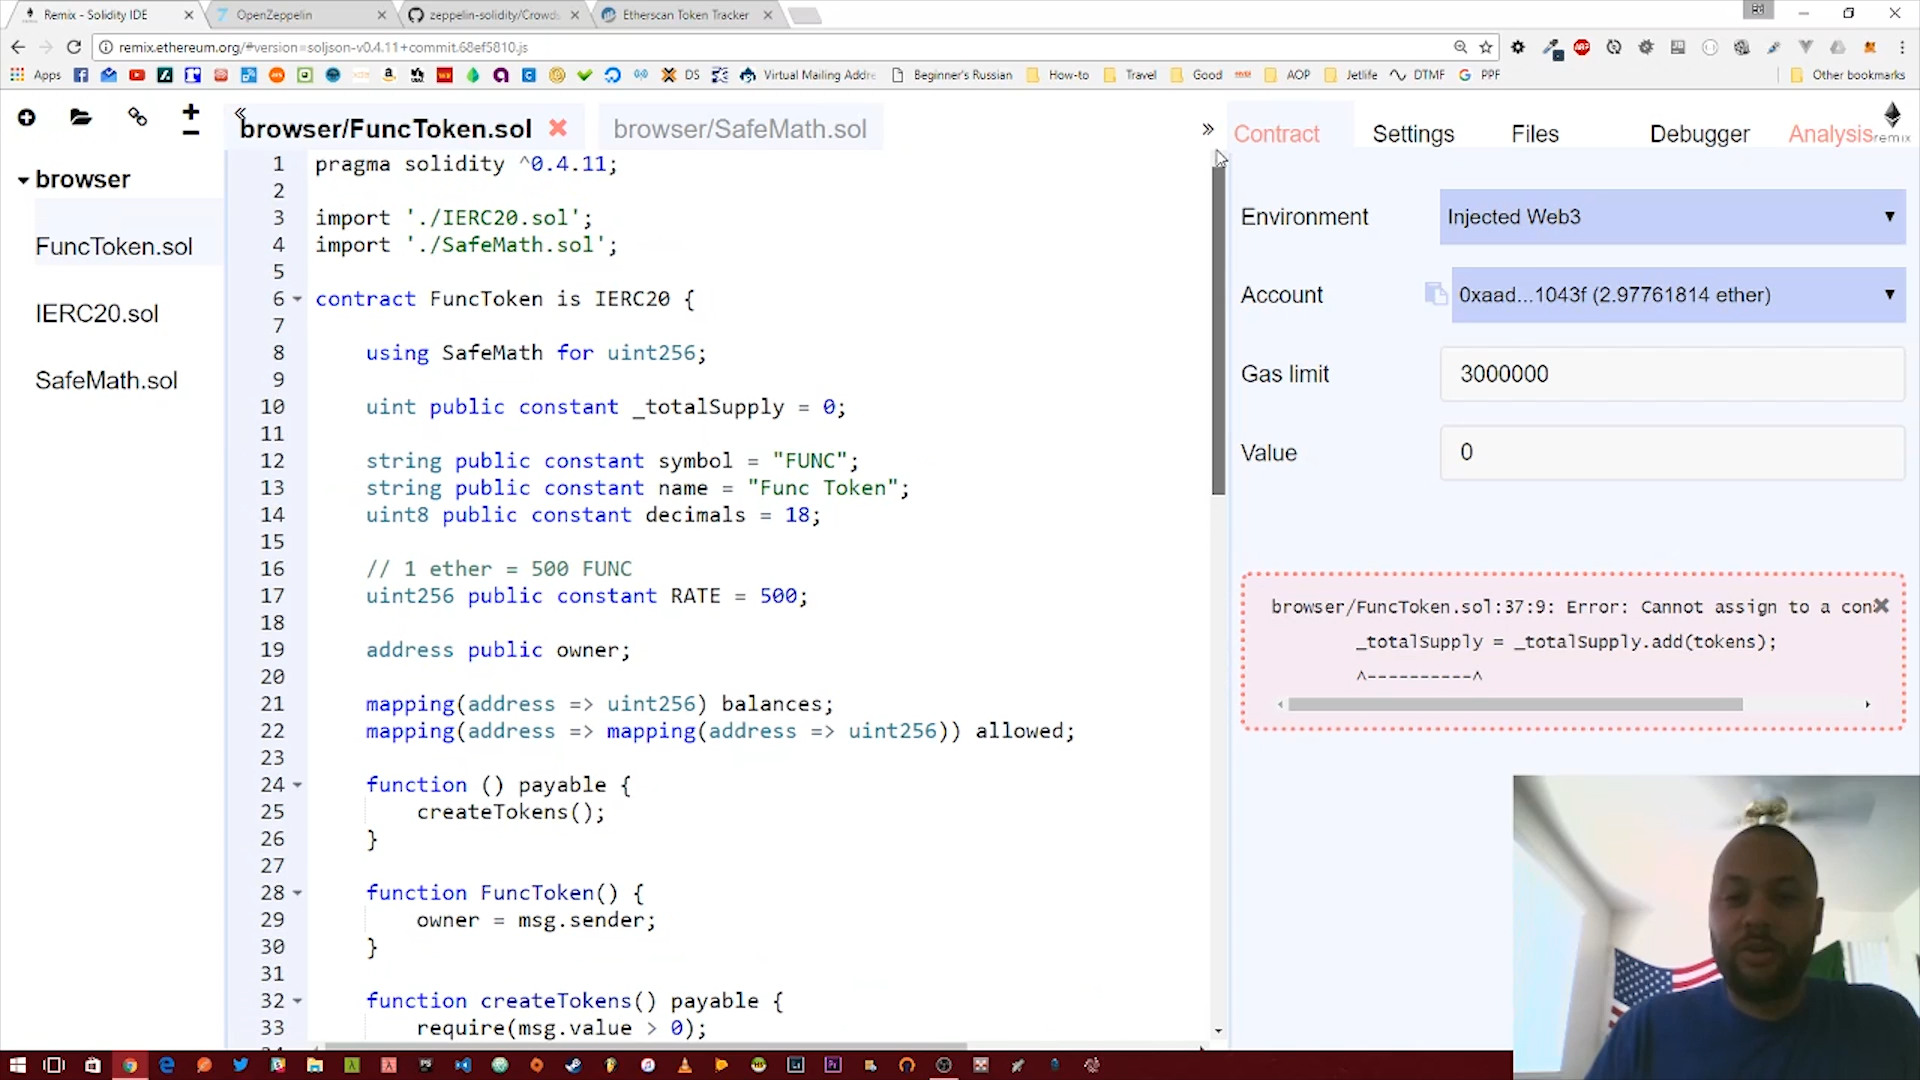 Remix - Solidity IDE
OpenZeppelin
zeppelin-solidity/Crowds
Etherscan Token Tracker
remix.ethereum.org/#version=soljson-v0.4.11+commit.68ef5810.js
Apps
DS
Virtual Mailing Addre
Beginner's Russian
How-to
Travel
Good
AOP
Jetlife
DTMF
PPF
Other bookmarks
browser/FuncToken.sol
browser/SafeMath.sol
Contract
Settings
Files
Debugger
Analysis
remix
browser
FuncToken.sol
IERC20.sol
SafeMath.sol
1 pragma solidity ^0.4.11;
2
3 import './IERC20.sol';
4 import './SafeMath.sol';
5
6 contract FuncToken is IERC20 {
7
8 using SafeMath for uint256;
9
10 uint public constant _totalSupply = 0;
11
12 string public constant symbol = "FUNC";
13 string public constant name = "Func Token";
14 uint8 public constant decimals = 18;
15
16 // 1 ether = 500 FUNC
17 uint256 public constant RATE = 500;
18
19 address public owner;
20
21 mapping(address => uint256) balances;
22 mapping(address => mapping(address => uint256)) allowed;
23
24 function () payable {
25 createTokens();
26 }
27
28 function FuncToken() {
29 owner = msg.sender;
30 }
31
32 function createTokens() payable {
33 require(msg.value > 0);
Environment
Injected Web3
Account
0xaad...1043f (2.97761814 ether)
Gas limit
3000000
Value
0
browser/FuncToken.sol:37:9: Error: Cannot assign to a con
_totalSupply = _totalSupply.add(tokens);
^----------^